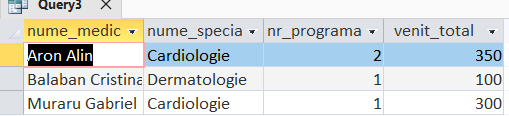 Query3
nume_medic nume_specia nr_programa venit_total
Aron Alin Cardiologie 2 350
Balaban Cristina Dermatologie 1 100
Muraru Gabriel Cardiologie 1 300